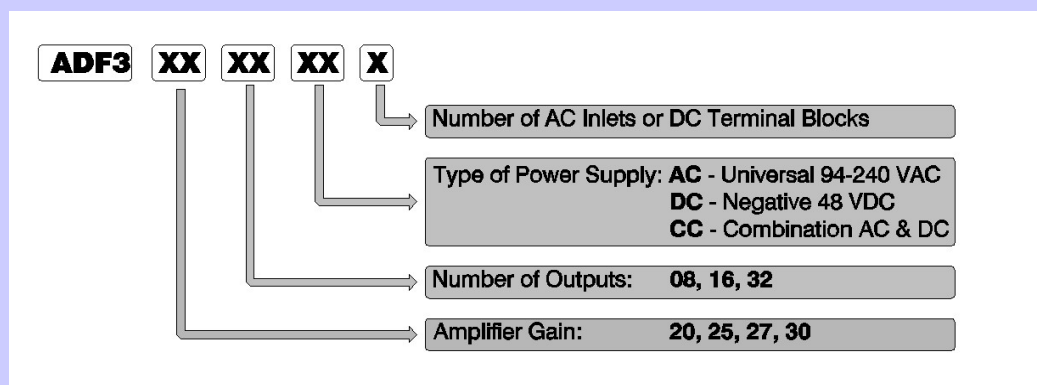 ADF3 XX XX XX X
Number of AC Inlets or DC Terminal Blocks
Type of Power Supply: AC - Universal 94-240 VAC
DC - Negative 48 VDC
CC - Combination AC & DC
Number of Outputs: 08, 16, 32
Amplifier Gain: 20, 25, 27, 30